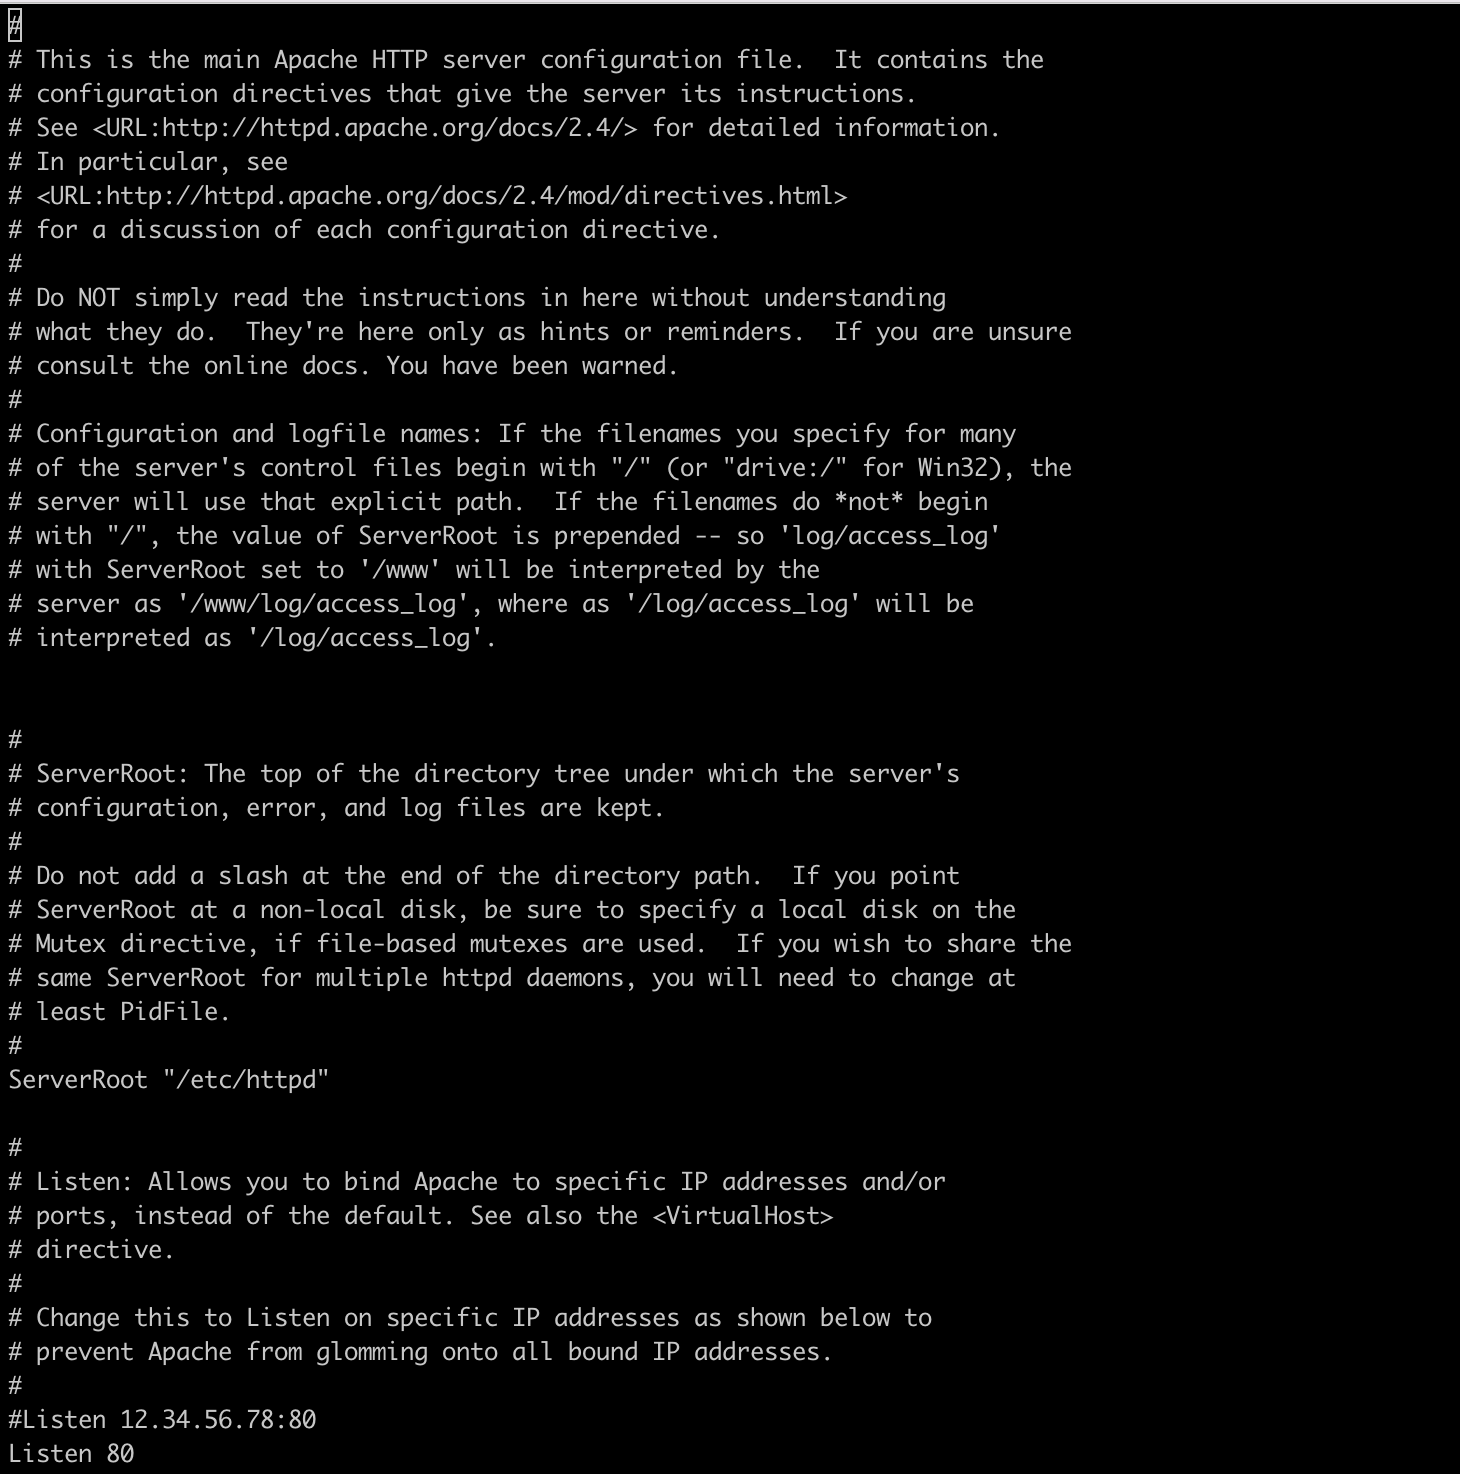 #
# This is the main Apache HTTP server configuration file.  It contains the
# configuration directives that give the server its instructions.
# See <URL:http://httpd.apache.org/docs/2.4/> for detailed information.
# In particular, see
# <URL:http://httpd.apache.org/docs/2.4/mod/directives.html>
# for a discussion of each configuration directive.
#
# Do NOT simply read the instructions in here without understanding
# what they do.  They're here only as hints or reminders.  If you are unsure
# consult the online docs. You have been warned.
#
# Configuration and logfile names: If the filenames you specify for many
# of the server's control files begin with "/" (or "drive:/" for Win32), the
# server will use that explicit path.  If the filenames do *not* begin
# with "/", the value of ServerRoot is prepended -- so 'log/access_log'
# with ServerRoot set to '/www' will be interpreted by the
# server as '/www/log/access_log', where as '/log/access_log' will be
# interpreted as '/log/access_log'.

#
# ServerRoot: The top of the directory tree under which the server's
# configuration, error, and log files are kept.
#
# Do not add a slash at the end of the directory path.  If you point
# ServerRoot at a non-local disk, be sure to specify a local disk on the
# Mutex directive, if file-based mutexes are used.  If you wish to share the
# same ServerRoot for multiple httpd daemons, you will need to change at
# least PidFile.
#
ServerRoot "/etc/httpd"

#
# Listen: Allows you to bind Apache to specific IP addresses and/or
# ports, instead of the default. See also the <VirtualHost>
# directive.
#
# Change this to Listen on specific IP addresses as shown below to
# prevent Apache from glomming onto all bound IP addresses.
#
#Listen 12.34.56.78:80
Listen 80